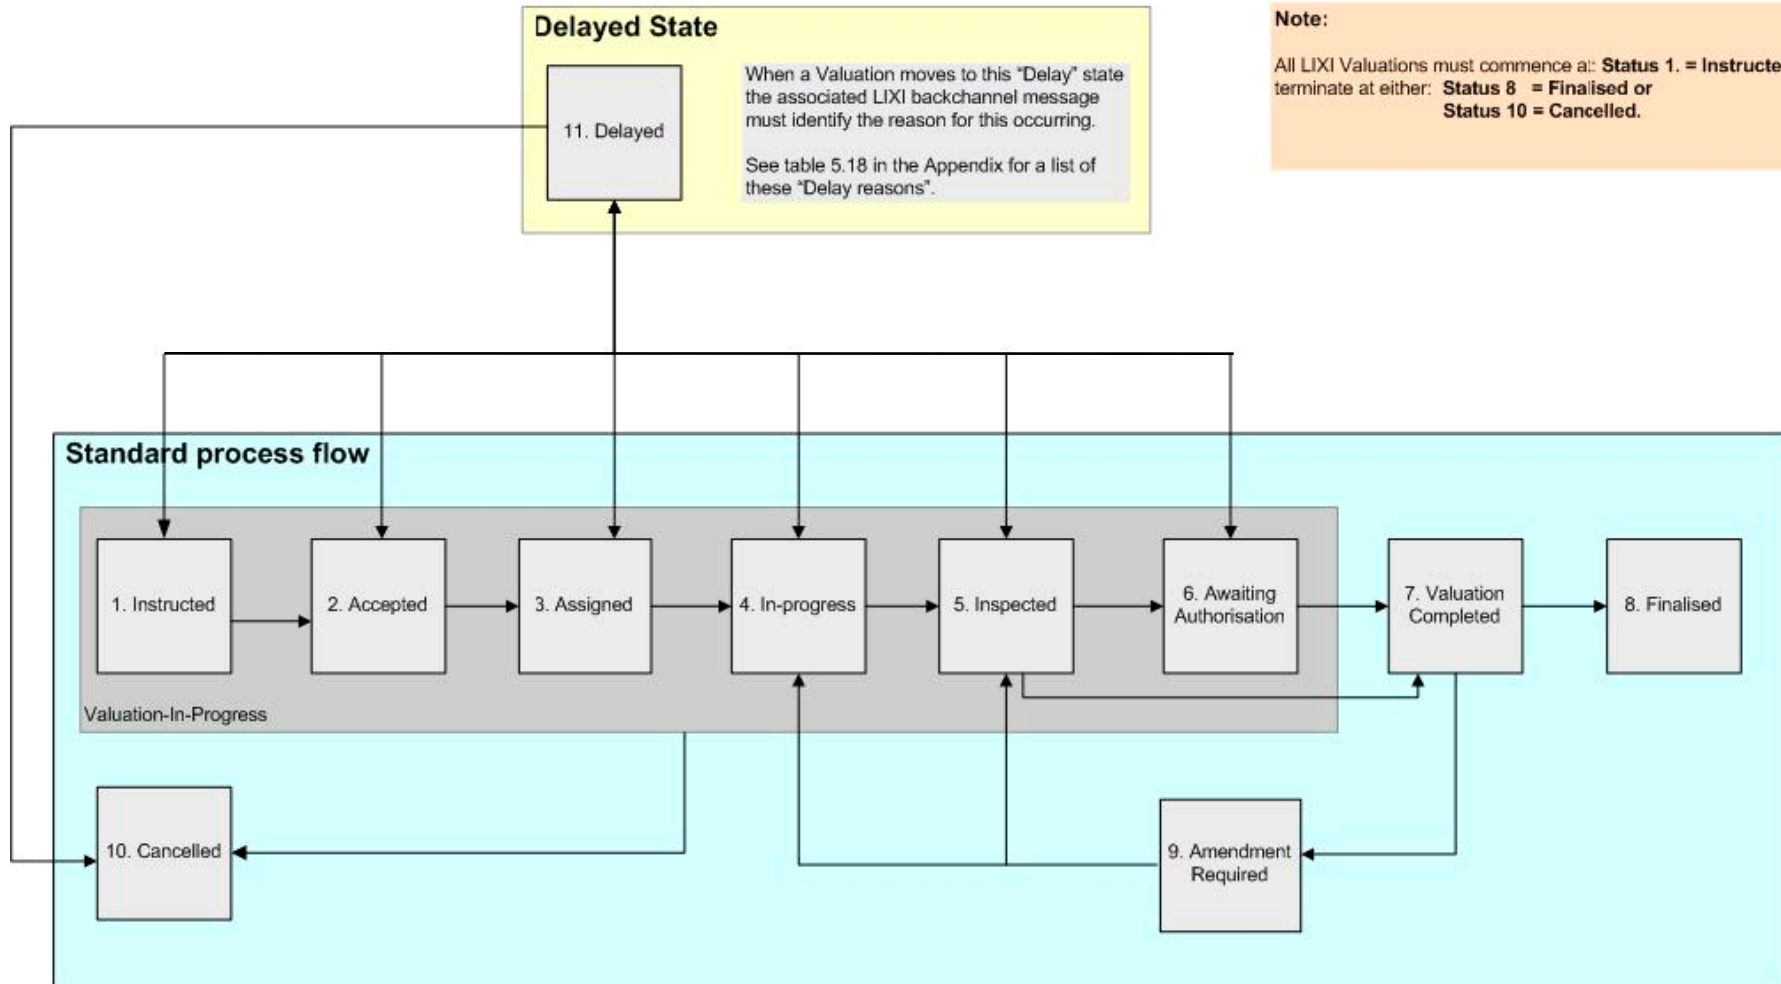 Delayed State
11. Delayed
When a Valuation moves to this "Delay" state
the associated LIXI backchannel message
must identify the reason for this occurring.
See table 5.18 in the Appendix for a list of
these "Delay reasons".
Note:
All LIXI Valuations must commence at: Status 1. = Instructe
terminate at either: Status 8 = Finalised or
Status 10 = Cancelled.
Standard process flow
1. Instructed
2. Accepted
3. Assigned
4. In-progress
5. Inspected
6. Awaiting
Authorisation
7. Valuation
Completed
8. Finalised
Valuation-In-Progress
10. Cancelled
9. Amendment
Required